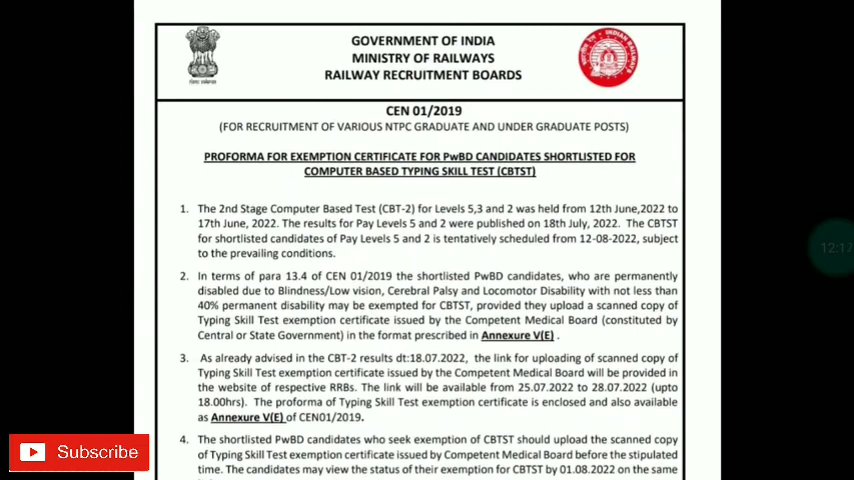 GOVERNMENT OF INDIA
MINISTRY OF RAILWAYS
RAILWAY RECRUITMENT BOARDS
CEN 01/2019
(FOR RECRUITMENT OF VARIOUS NTPC GRADUATE AND UNDER GRADUATE POSTS)
PROFORMA FOR EXEMPTION CERTIFICATE FOR PwBD CANDIDATES SHORTLISTED FOR
COMPUTER BASED TYPING SKILL TEST (CBTST)
1. The 2nd Stage Computer Based Test (CBT-2) for Levels 5,3 and 2 was held from 12th June,2022 to
17th June, 2022. The results for Pay Levels 5 and 2 were published on 18th July, 2022. The CBTST
for shortlisted candidates of Pay Levels 5 and 2 is tentatively scheduled from 12-08-2022, subject
to the prevailing conditions.
2. In terms of para 13.4 of CEN 01/2019 the shortlisted PwBD candidates, who are permanently
disabled due to Blindness/Low vision, Cerebral Palsy and Locomotor Disability with not less than
40% permanent disability may be exempted for CBTST, provided they upload a scanned copy of
Typing Skill Test exemption certificate issued by the Competent Medical Board (constituted by
Central or State Government) in the format prescribed in Annexure V(E) .
3. As already advised in the CBT-2 results dt:18.07.2022, the link for uploading of scanned copy of
Typing Skill Test exemption certificate issued by the Competent Medical Board will be provided in
the website of respective RRBs. The link will be available from 25.07.2022 to 28.07.2022 (upto
18.00hrs). The proforma of Typing Skill Test exemption certificate is enclosed and also available
as Annexure V(E) of CEN01/2019.
4. The shortlisted PwBD candidates who seek exemption of CBTST should upload the scanned copy
of Typing Skill Test exemption certificate issued by Competent Medical Board before the stipulated
time. The candidates may view the status of their exemption for CBTST by 01.08.2022 on the same
INDIAN RAILWAYS
12:17
Subscribe